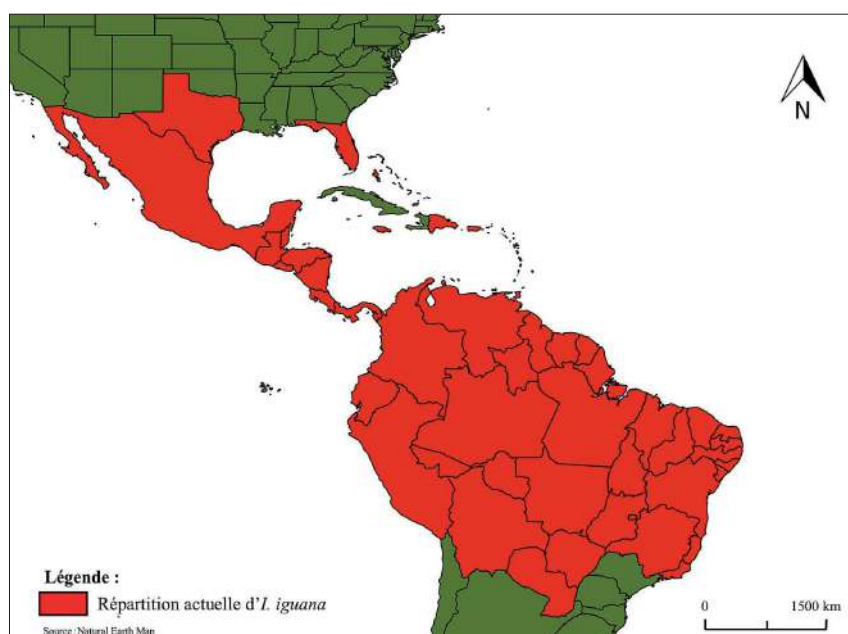 N
Légende :
Répartition actuelle d'I. iguana
Source : Natural Earth Map
0 1500 km